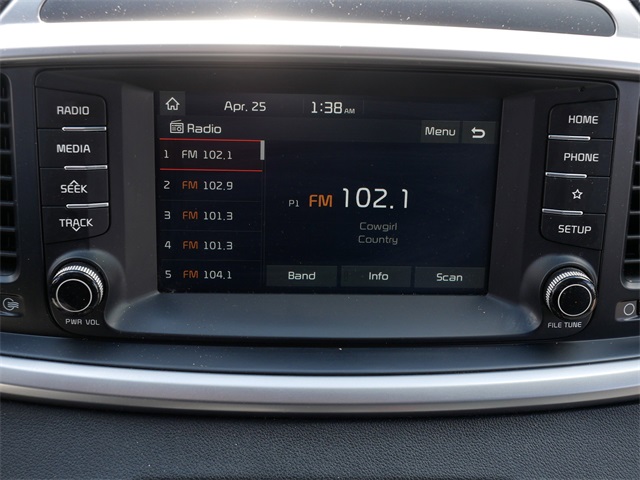 RADIO
MEDIA
SEEK
TRACK
PWR VOL
Apr. 25 1:38 AM
Radio
Menu
1 FM 102.1
2 FM 102.9
3 FM 101.3
4 FM 101.3
5 FM 104.1
P1 FM 102.1
Cowgirl
Country
Band Info Scan
HOME
PHONE
SETUP
FILE TUNE